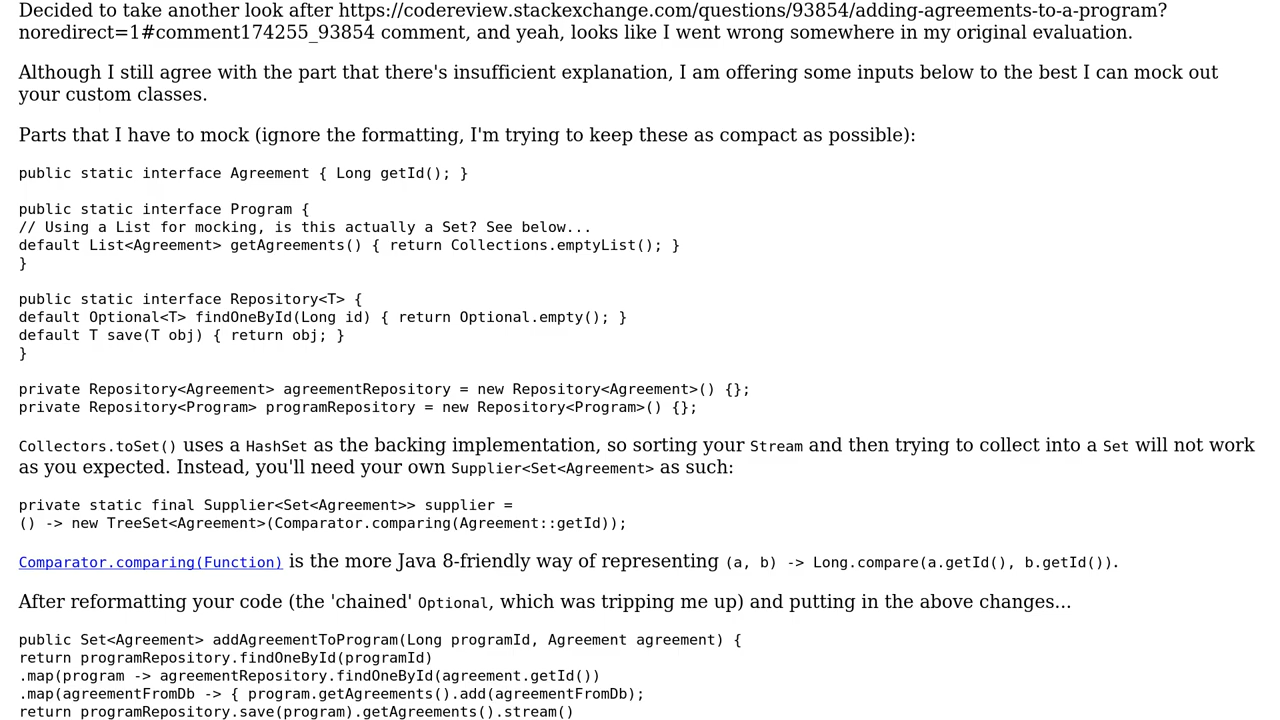 Decided to take another look after https://codereview.stackexchange.com/questions/93854/adding-agreements-to-a-program?
noredirect=1#comment174255_93854 comment, and yeah, looks like I went wrong somewhere in my original evaluation.
Although I still agree with the part that there's insufficient explanation, I am offering some inputs below to the best I can mock out
your custom classes.
Parts that I have to mock (ignore the formatting, I'm trying to keep these as compact as possible):
public static interface Agreement { Long getId(); }
public static interface Program {
// Using a List for mocking, is this actually a Set? See below...
default List<Agreement> getAgreements() { return Collections.emptyList(); }
}
public static interface Repository<T> {
default Optional<T> findOneById(Long id) { return Optional.empty(); }
default T save(T obj) { return obj; }
}
private Repository<Agreement> agreementRepository = new Repository<Agreement>() {};
private Repository<Program> programRepository = new Repository<Program>() {};
Collectors.toSet() uses a HashSet as the backing implementation, so sorting your Stream and then trying to collect into a Set will not work
as you expected. Instead, you'll need your own Supplier<Set<Agreement> as such:
private static final Supplier<Set<Agreement>> supplier =
() -> new TreeSet<Agreement>(Comparator.comparing(Agreement::getId));
Comparator.comparing(Function) is the more Java 8-friendly way of representing (a, b) -> Long.compare(a.getId(), b.getId()).
After reformatting your code (the 'chained' Optional, which was tripping me up) and putting in the above changes...
public Set<Agreement> addAgreementToProgram(Long programId, Agreement agreement) {
return programRepository.findOneById(programId)
.map(program -> agreementRepository.findOneById(agreement.getId())
.map(agreementFromDb -> { program.getAgreements().add(agreementFromDb);
return programRepository.save(program).getAgreements().stream()